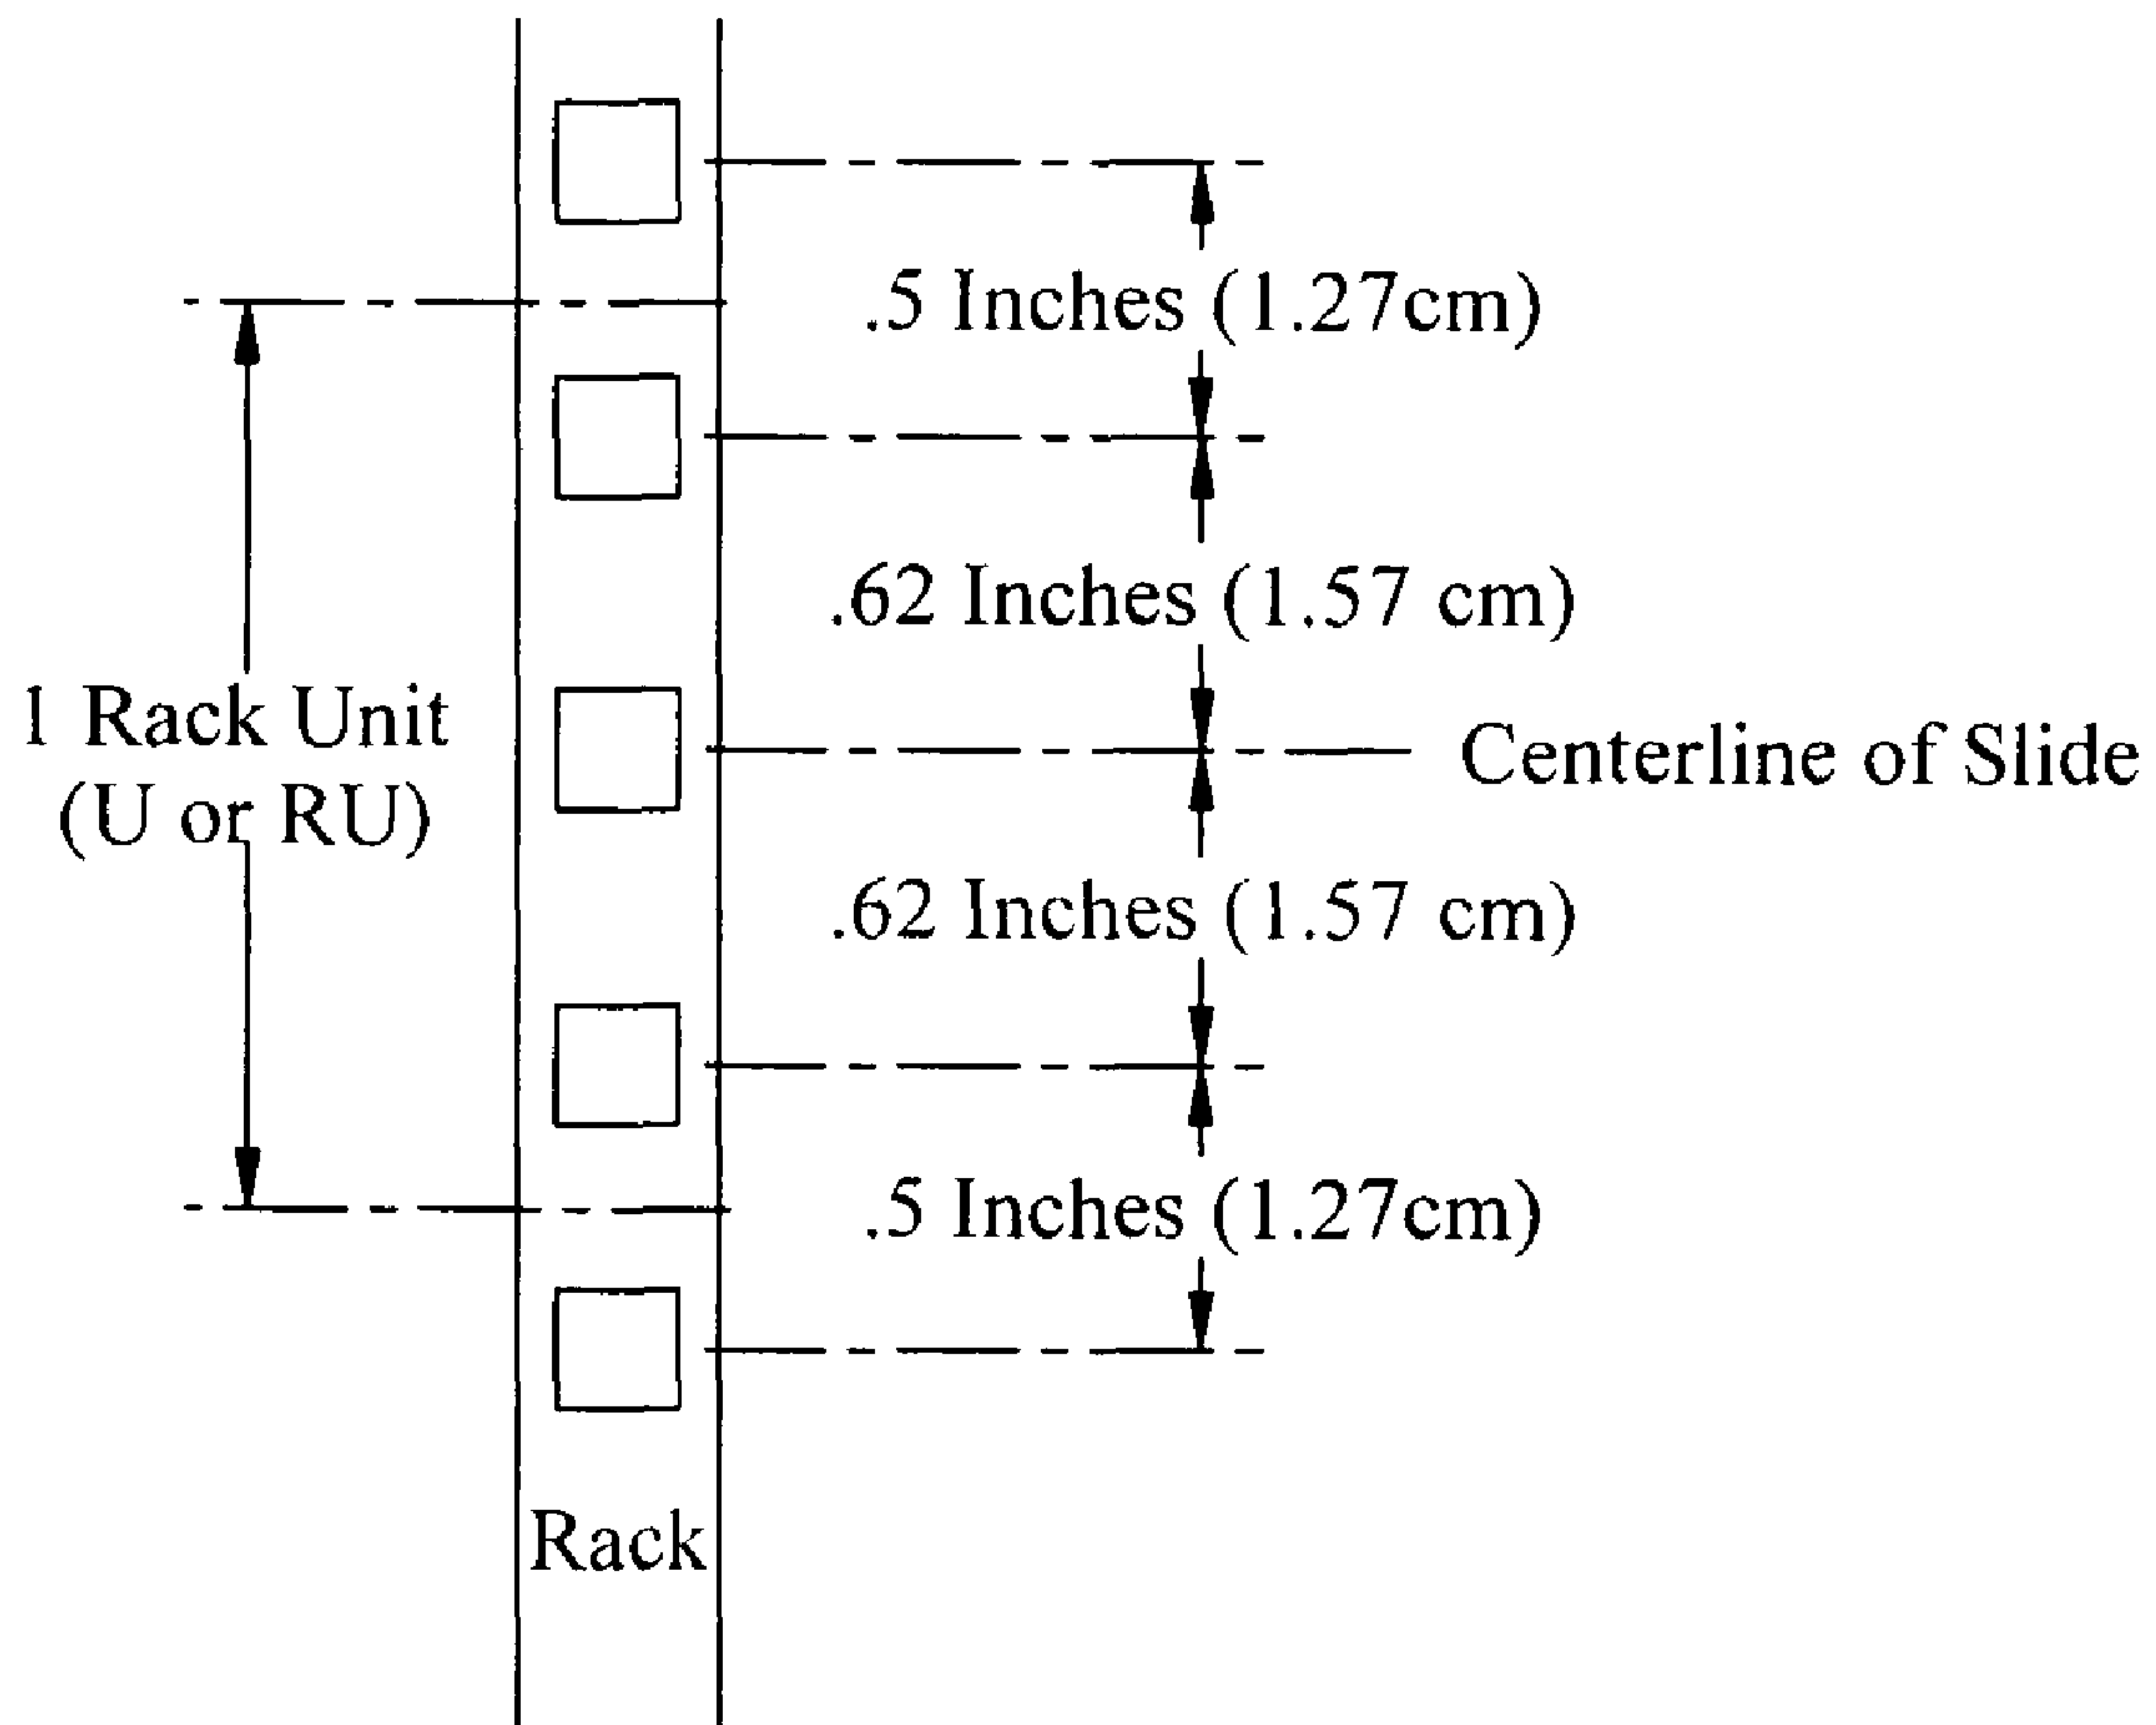 .5 Inches (1.27cm)
.62 Inches (1.57 cm)
1 Rack Unit
(U or RU)
Centerline of Slide
.62 Inches (1.57 cm)
.5 Inches (1.27cm)
Rack